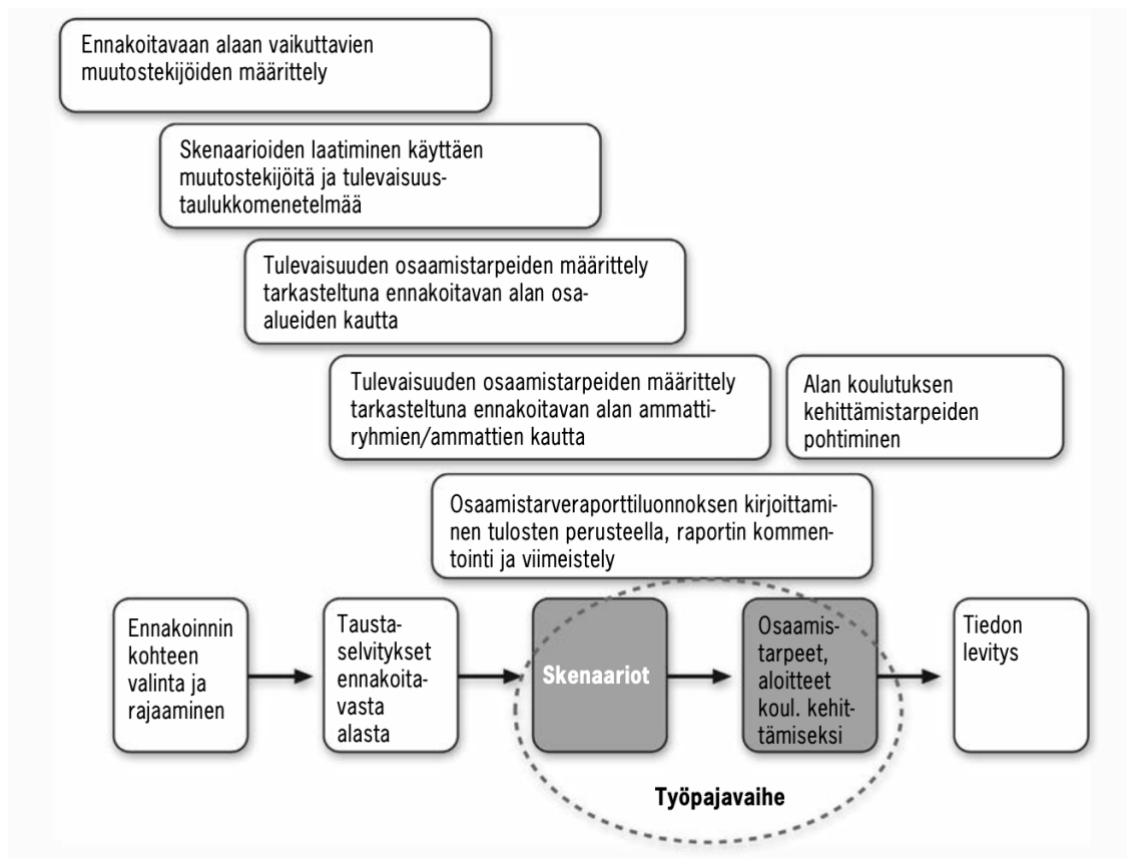 Ennakoitavaan alaan vaikuttavien
muutostekijöiden määrittely
Skenaarioiden laatiminen käyttäen
muutostekijöitä ja tulevaisuus-
taulukkomenetelmää
Tulevaisuuden osaamistarpeiden määrittely
tarkasteltuna ennakoitavan alan osa-
alueiden kautta
Tulevaisuuden osaamistarpeiden määrittely
tarkasteltuna ennakoitavan alan ammatti-
ryhmien/ammattien kautta
Alan koulutuksen
kehittämistarpeiden
pohtiminen
Osaamistarveraporttiluonnoksen kirjoittami-
nen tulosten perusteella, raportin kommen-
tointi ja viimeistely
Ennakoinnin
kohteen
valinta ja
rajaaminen
Tausta-
selvitykset
ennakoita-
vasta
alasta
Skenaariot
Osaamis-
tarpeet,
aloitteet
koul. kehit-
tämiseksi
Tiedon
levitys
Työpajavaihe